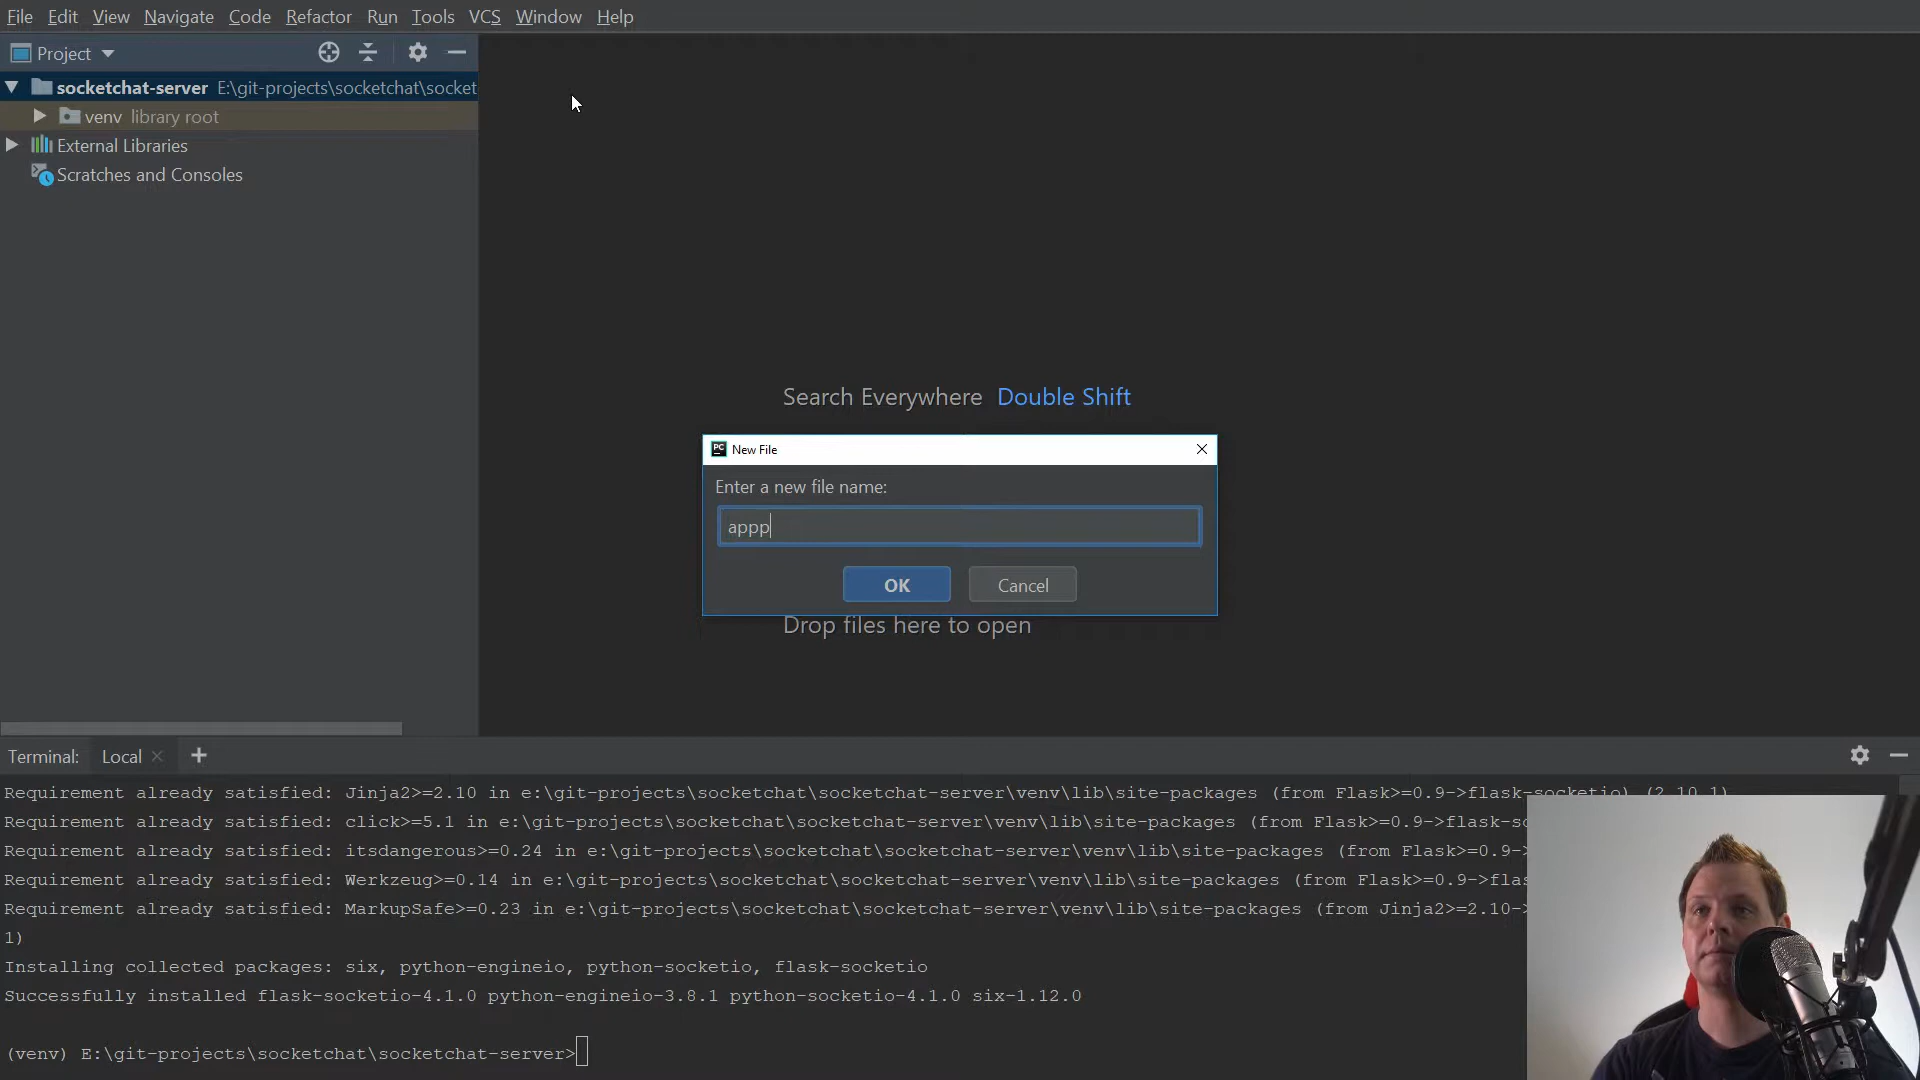 File Edit View Navigate Code Refactor Run Tools VCS Window Help
Project
socketchat-server E:\git-projects\socketchat\socket
venv library root
External Libraries
Scratches and Consoles
Search Everywhere Double Shift
PC New File
Enter a new file name:
appp
OK Cancel
Drop files here to open
Terminal: Local
Requirement already satisfied: Jinja2>=2.10 in e:\git-projects\socketchat\socketchat-server\venv\lib\site-packages (from Flask>=0.9->flask-socketio) (2.10.1)
Requirement already satisfied: click>=5.1 in e:\git-projects\socketchat\socketchat-server\venv\lib\site-packages (from Flask>=0.9->flask-so
Requirement already satisfied: itsdangerous>=0.24 in e:\git-projects\socketchat\socketchat-server\venv\lib\site-packages (from Flask>=0.9->
Requirement already satisfied: Werkzeug>=0.14 in e:\git-projects\socketchat\socketchat-server\venv\lib\site-packages (from Flask>=0.9->flas
Requirement already satisfied: MarkupSafe>=0.23 in e:\git-projects\socketchat\socketchat-server\venv\lib\site-packages (from Jinja2>=2.10->
1)
Installing collected packages: six, python-engineio, python-socketio, flask-socketio
Successfully installed flask-socketio-4.1.0 python-engineio-3.8.1 python-socketio-4.1.0 six-1.12.0
(venv) E:\git-projects\socketchat\socketchat-server>